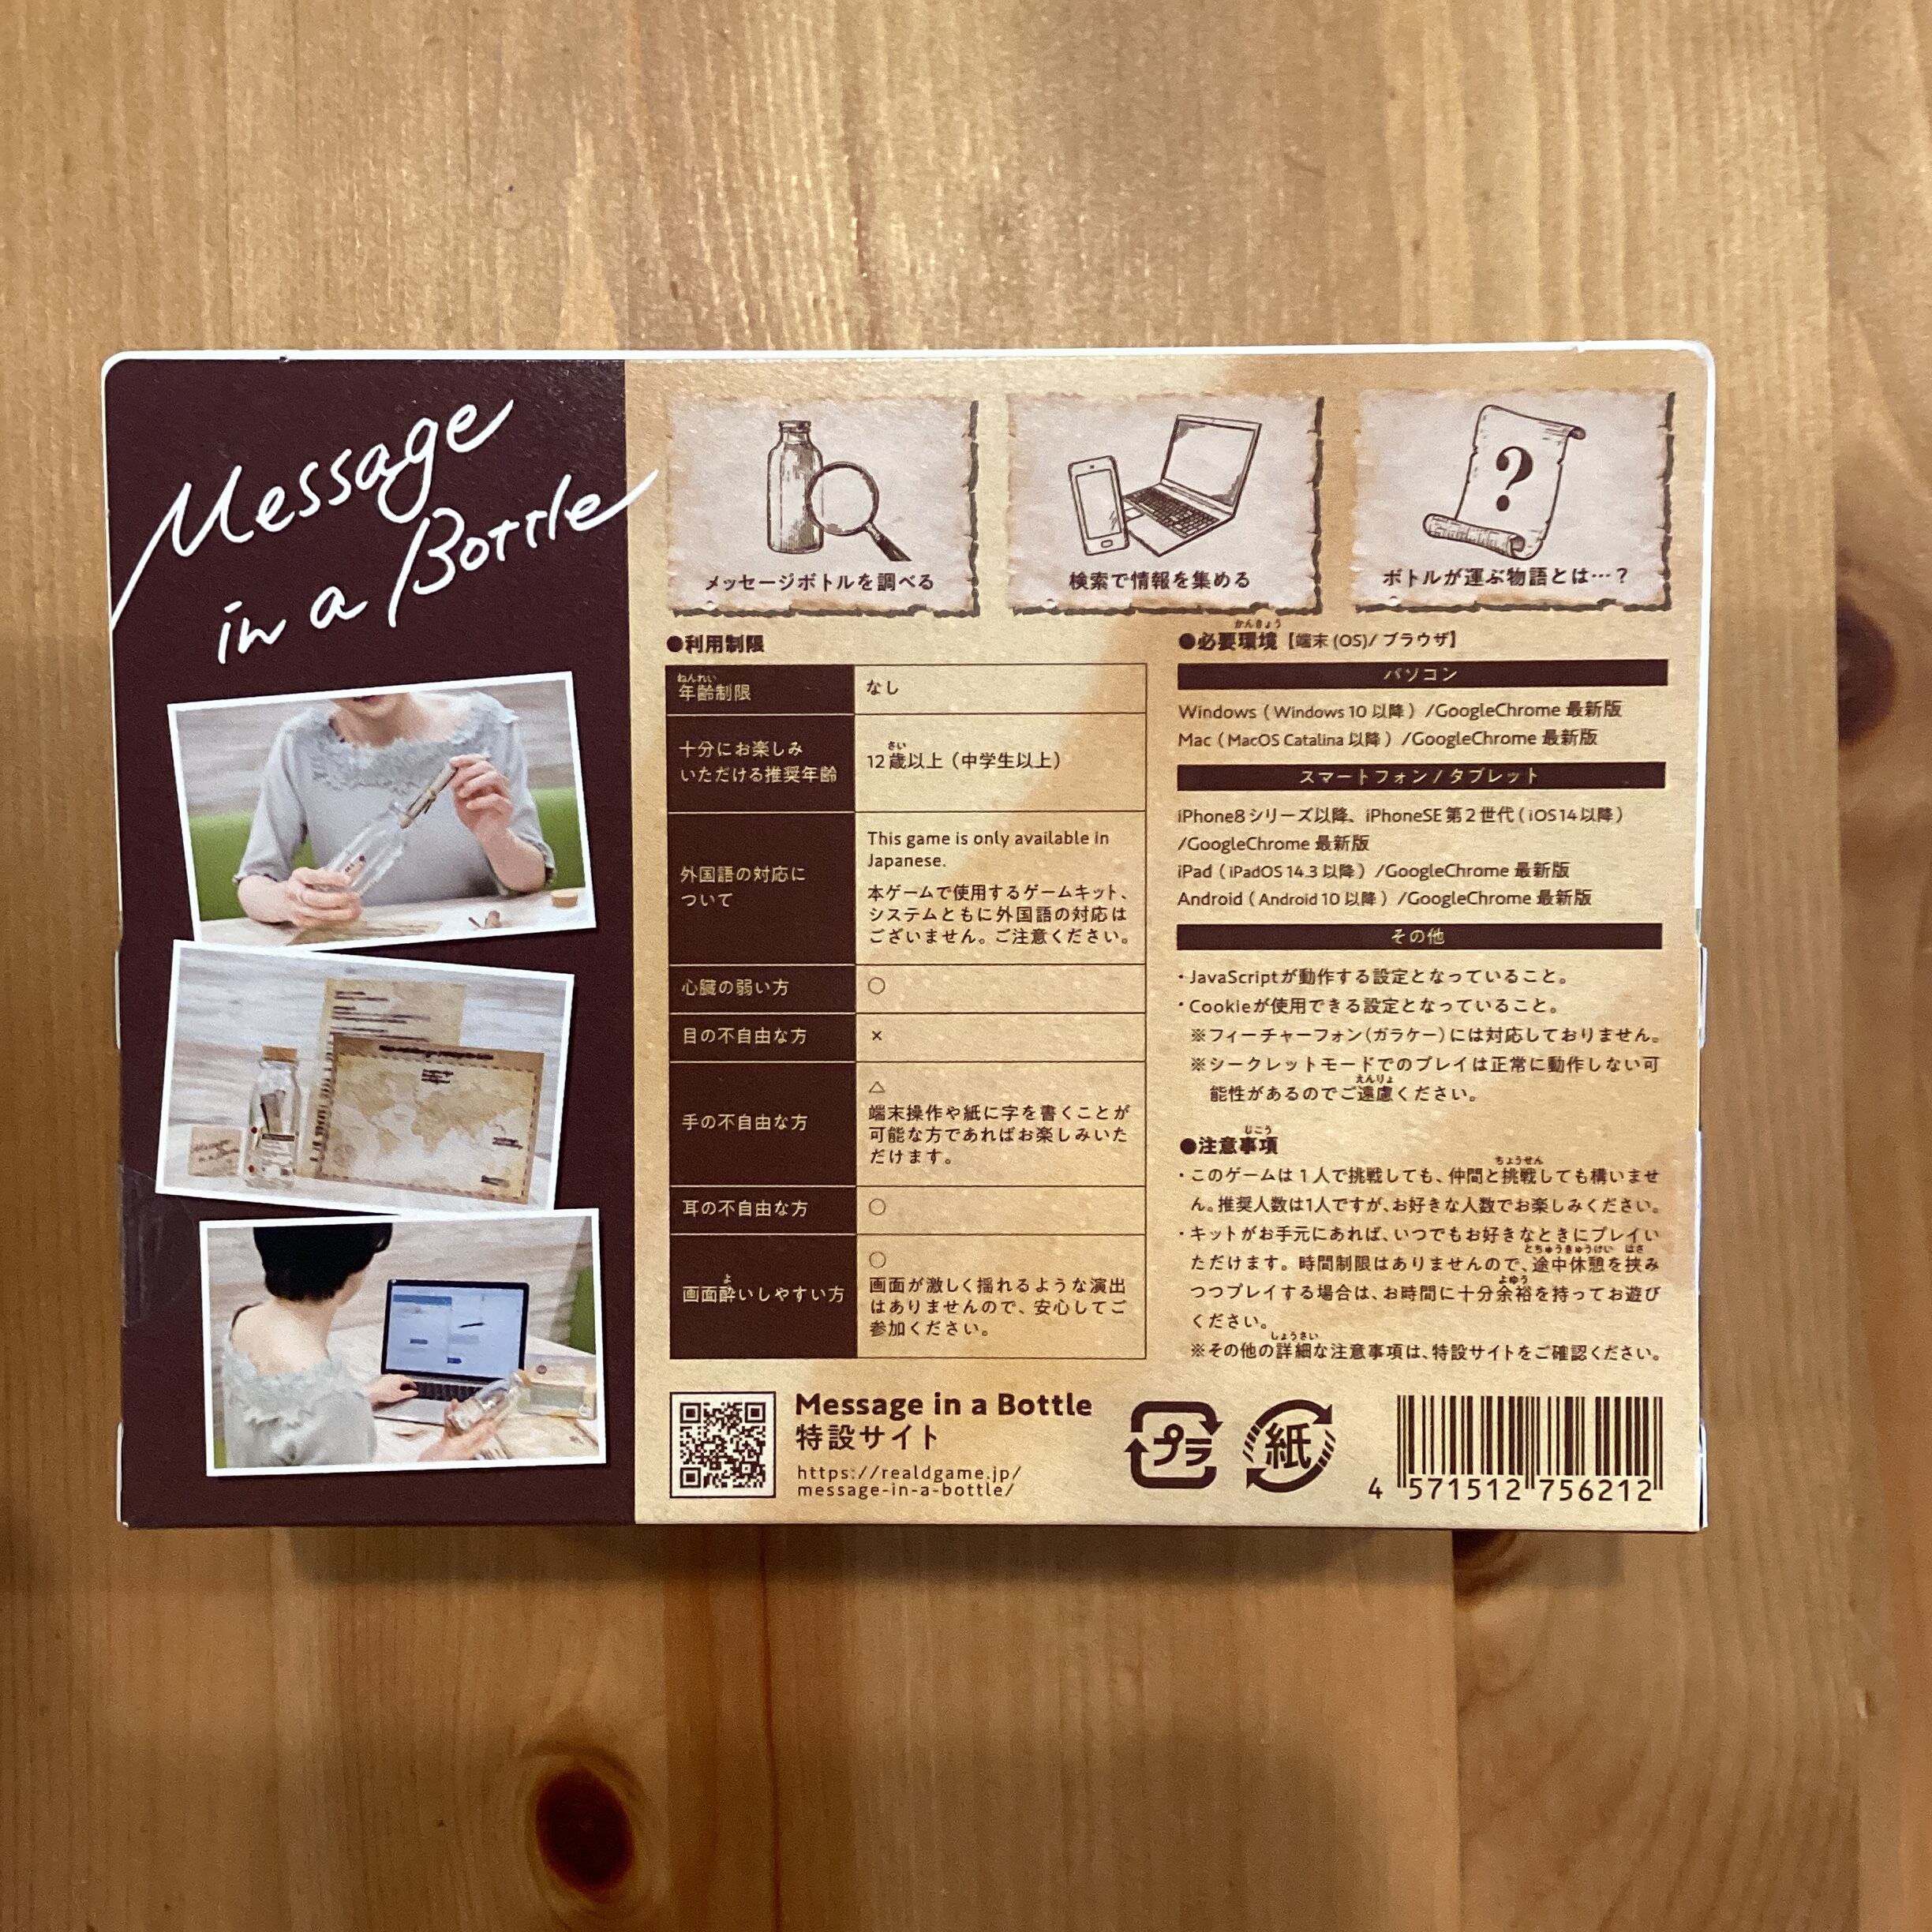 Message
in a Bottle
メッセージボトルを調べる
検索で情報を集める
ボトルが運ぶ物語とは…？
●利用制限
ねんれい
年齢制限
なし
十分にお楽しみ
いただける推奨年齢
さい
12歳以上（中学生以上）
外国語の対応に
ついて
This game is only available in
Japanese.
本ゲームで使用するゲームキット、
システムともに外国語の対応は
ございません。ご注意ください。
心臓の弱い方
○
目の不自由な方
×
手の不自由な方
△
端末操作や紙に字を書くことが
可能な方であればお楽しみいた
だけます。
耳の不自由な方
○
よ
画面酔いしやすい方
○
画面が激しく揺れるような演出
はありませんので、安心してご
参加ください。
かんきょう
●必要環境【端末(OS)/ ブラウザ】
パソコン
Windows（Windows 10 以降）/GoogleChrome 最新版
Mac（MacOS Catalina 以降）/GoogleChrome 最新版
スマートフォン / タブレット
iPhone8シリーズ以降、iPhoneSE 第2世代（iOS14以降）
/GoogleChrome 最新版
iPad（iPadOS 14.3 以降）/GoogleChrome 最新版
Android（Android 10 以降）/GoogleChrome 最新版
その他
・JavaScriptが動作する設定となっていること。
・Cookieが使用できる設定となっていること。
※フィーチャーフォン（ガラケー）には対応しておりません。
※シークレットモードでのプレイは正常に動作しない可
えんりょ
能性があるのでご遠慮ください。
じこう
●注意事項
ちょうせん
・このゲームは1人で挑戦しても、仲間と挑戦しても構いませ
ん。推奨人数は1人ですが、お好きな人数でお楽しみください。
・キットがお手元にあれば、いつでもお好きなときにプレイい
とちゅうきゅうけい はさ
ただけます。時間制限はありませんので、途中休憩を挟み
よゆう
つつプレイする場合は、お時間に十分余裕を持ってお遊び
ください。
しょうさい
※その他の詳細な注意事項は、特設サイトをご確認ください。
Message in a Bottle
特設サイト
https://realdgame.jp/
message-in-a-bottle/
プラ
紙
4 571512 756212